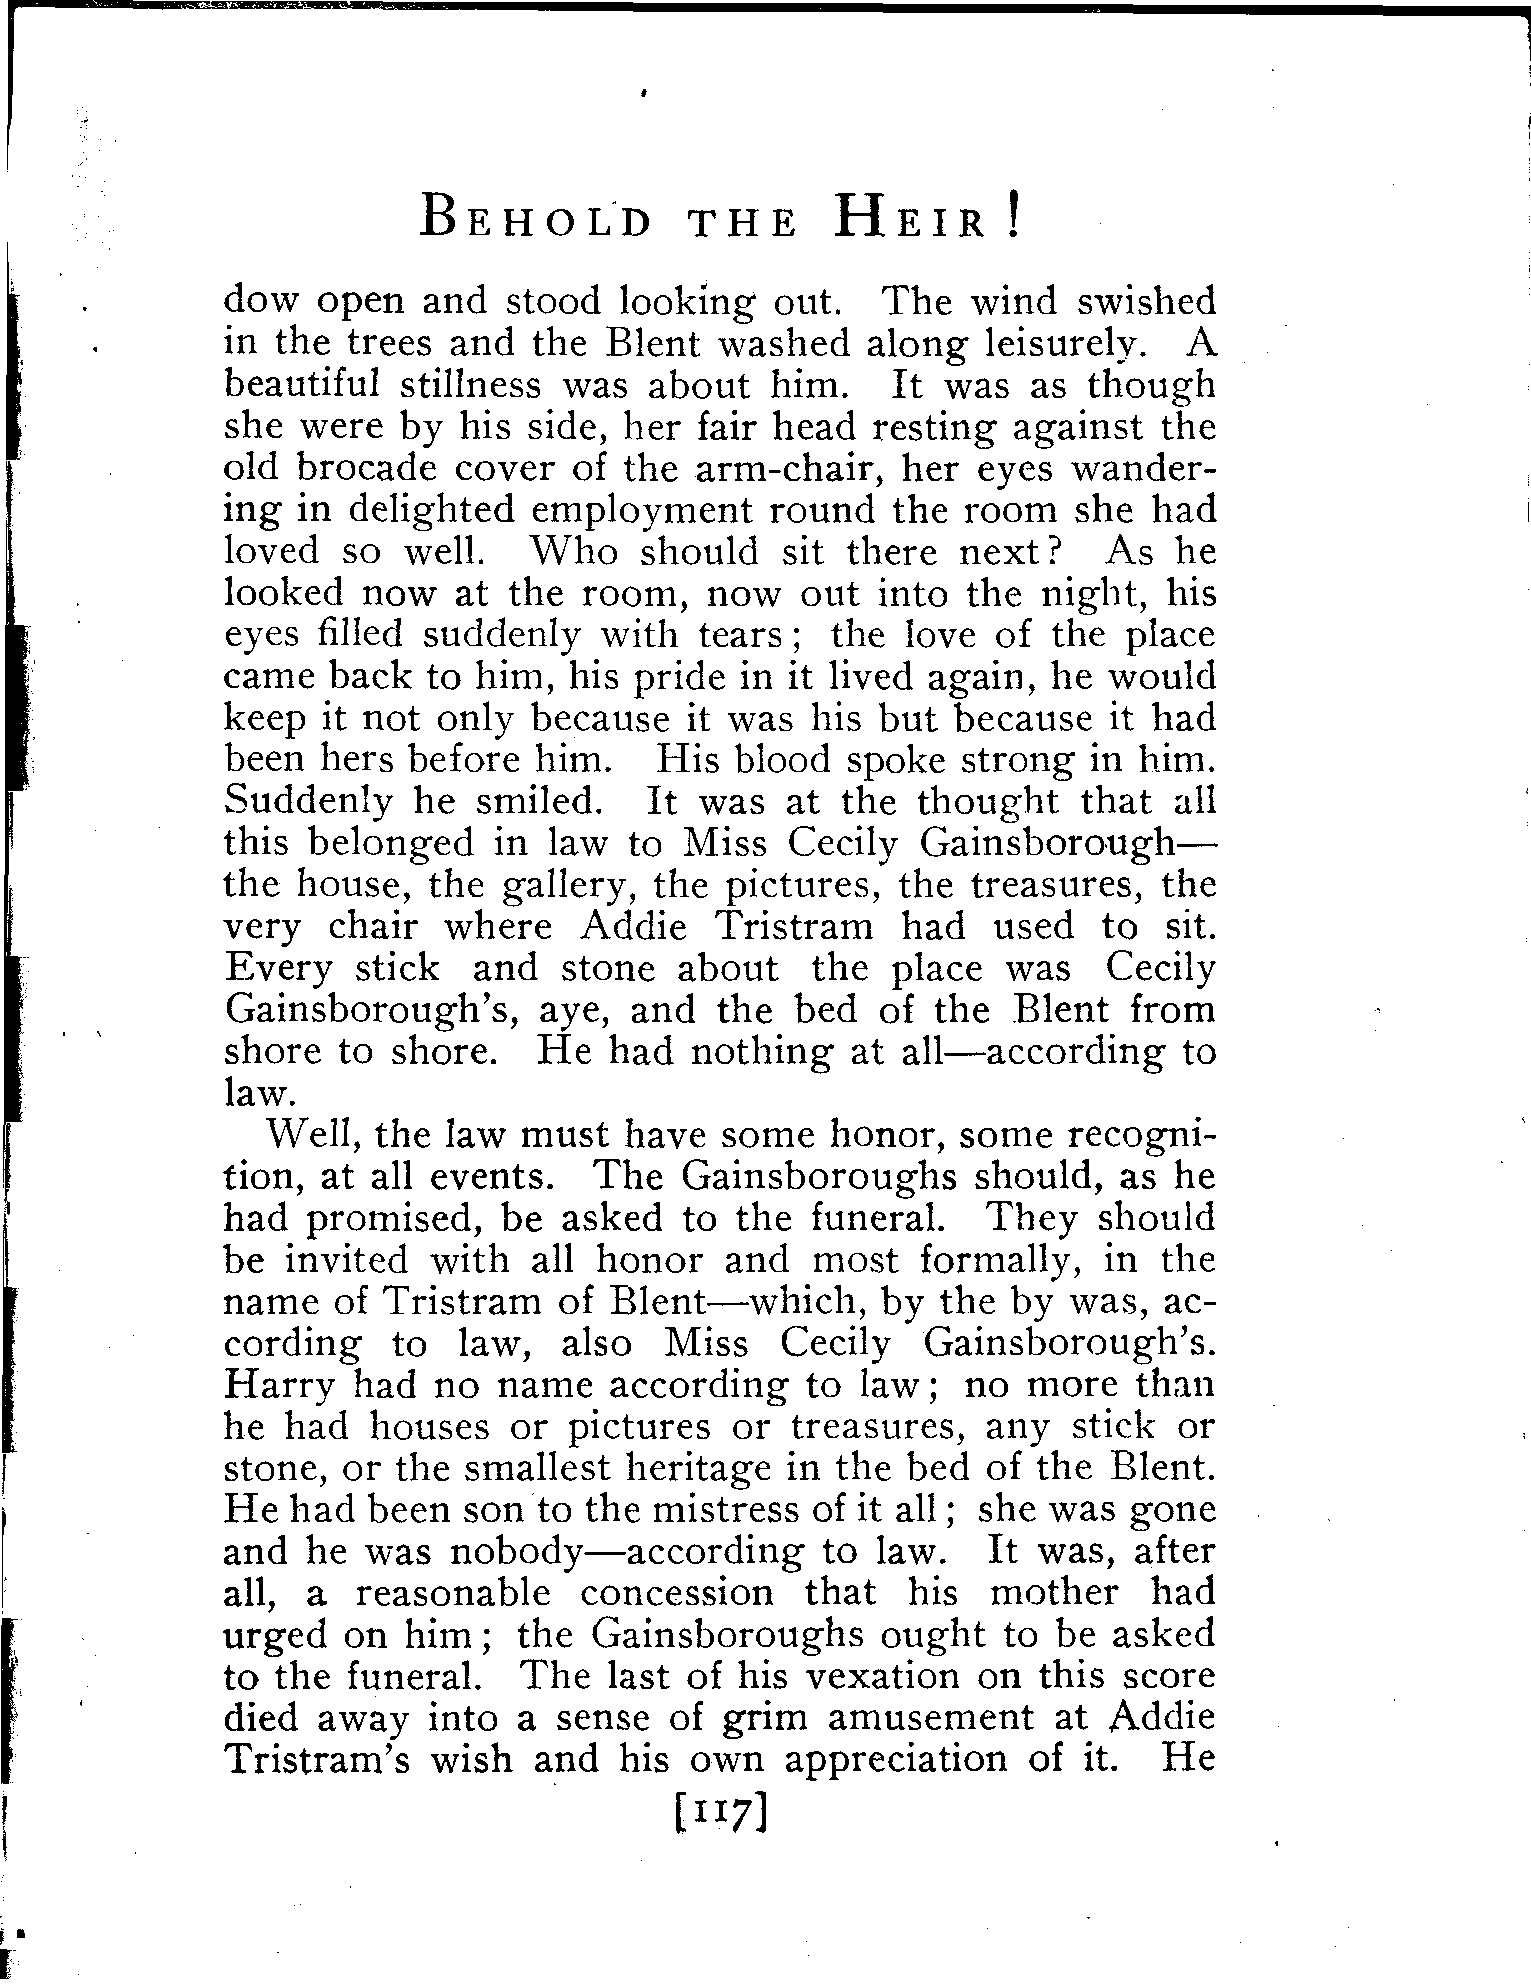 BEHOLD THE HEIR!
dow open and stood looking out. The wind swished
in the trees and the Blent washed along leisurely. A
beautiful stillness was about him. It was as though
she were by his side, her fair head resting against the
old brocade cover of the arm-chair, her eyes wander-
ing in delighted employment round the room she had
loved so well. Who should sit there next? As he
looked now at the room, now out into the night, his
eyes filled suddenly with tears; the love of the place
came back to him, his pride in it lived again, he would
keep it not only because it was his but because it had
been hers before him. His blood spoke strong in him.
Suddenly he smiled. It was at the thought that all
this belonged in law to Miss Cecily Gainsborough—
the house, the gallery, the pictures, the treasures, the
very chair where Addie Tristram had used to sit.
Every stick and stone about the place was Cecily
Gainsborough's, aye, and the bed of the Blent from
shore to shore. He had nothing at all—according to
law.
Well, the law must have some honor, some recogni-
tion, at all events. The Gainsboroughs should, as he
had promised, be asked to the funeral. They should
be invited with all honor and most formally, in the
name of Tristram of Blent—which, by the by was, ac-
cording to law, also Miss Cecily Gainsborough's.
Harry had no name according to law; no more than
he had houses or pictures or treasures, any stick or
stone, or the smallest heritage in the bed of the Blent.
He had been son to the mistress of it all; she was gone
and he was nobody—according to law. It was, after
all, a reasonable concession that his mother had
urged on him; the Gainsboroughs ought to be asked
to the funeral. The last of his vexation on this score
died away into a sense of grim amusement at Addie
Tristram's wish and his own appreciation of it. He
[117]